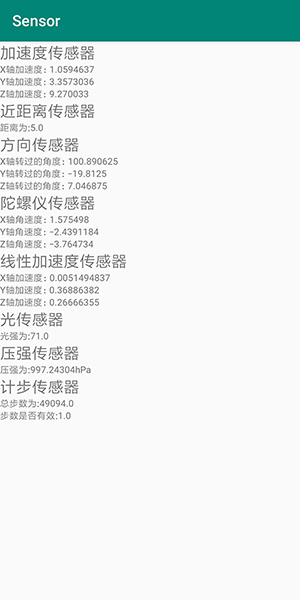 Sensor
加速度传感器
X轴加速度: 1.0594637
Y轴加速度: 3.3573036
Z轴加速度: 9.270033
近距离传感器
距离为:5.0
方向传感器
X轴转过的角度: 100.890625
Y轴转过的角度: -19.8125
Z轴转过的角度: 7.046875
陀螺仪传感器
X轴角速度: 1.575498
Y轴角速度: -2.4391184
Z轴角速度: -3.764734
线性加速度传感器
X轴加速度: 0.0051494837
Y轴加速度: 0.36886382
Z轴加速度: 0.26666355
光传感器
光强为:71.0
压强传感器
压强为:997.24304hPa
计步传感器
总步数为:49094.0
步数是否有效:1.0